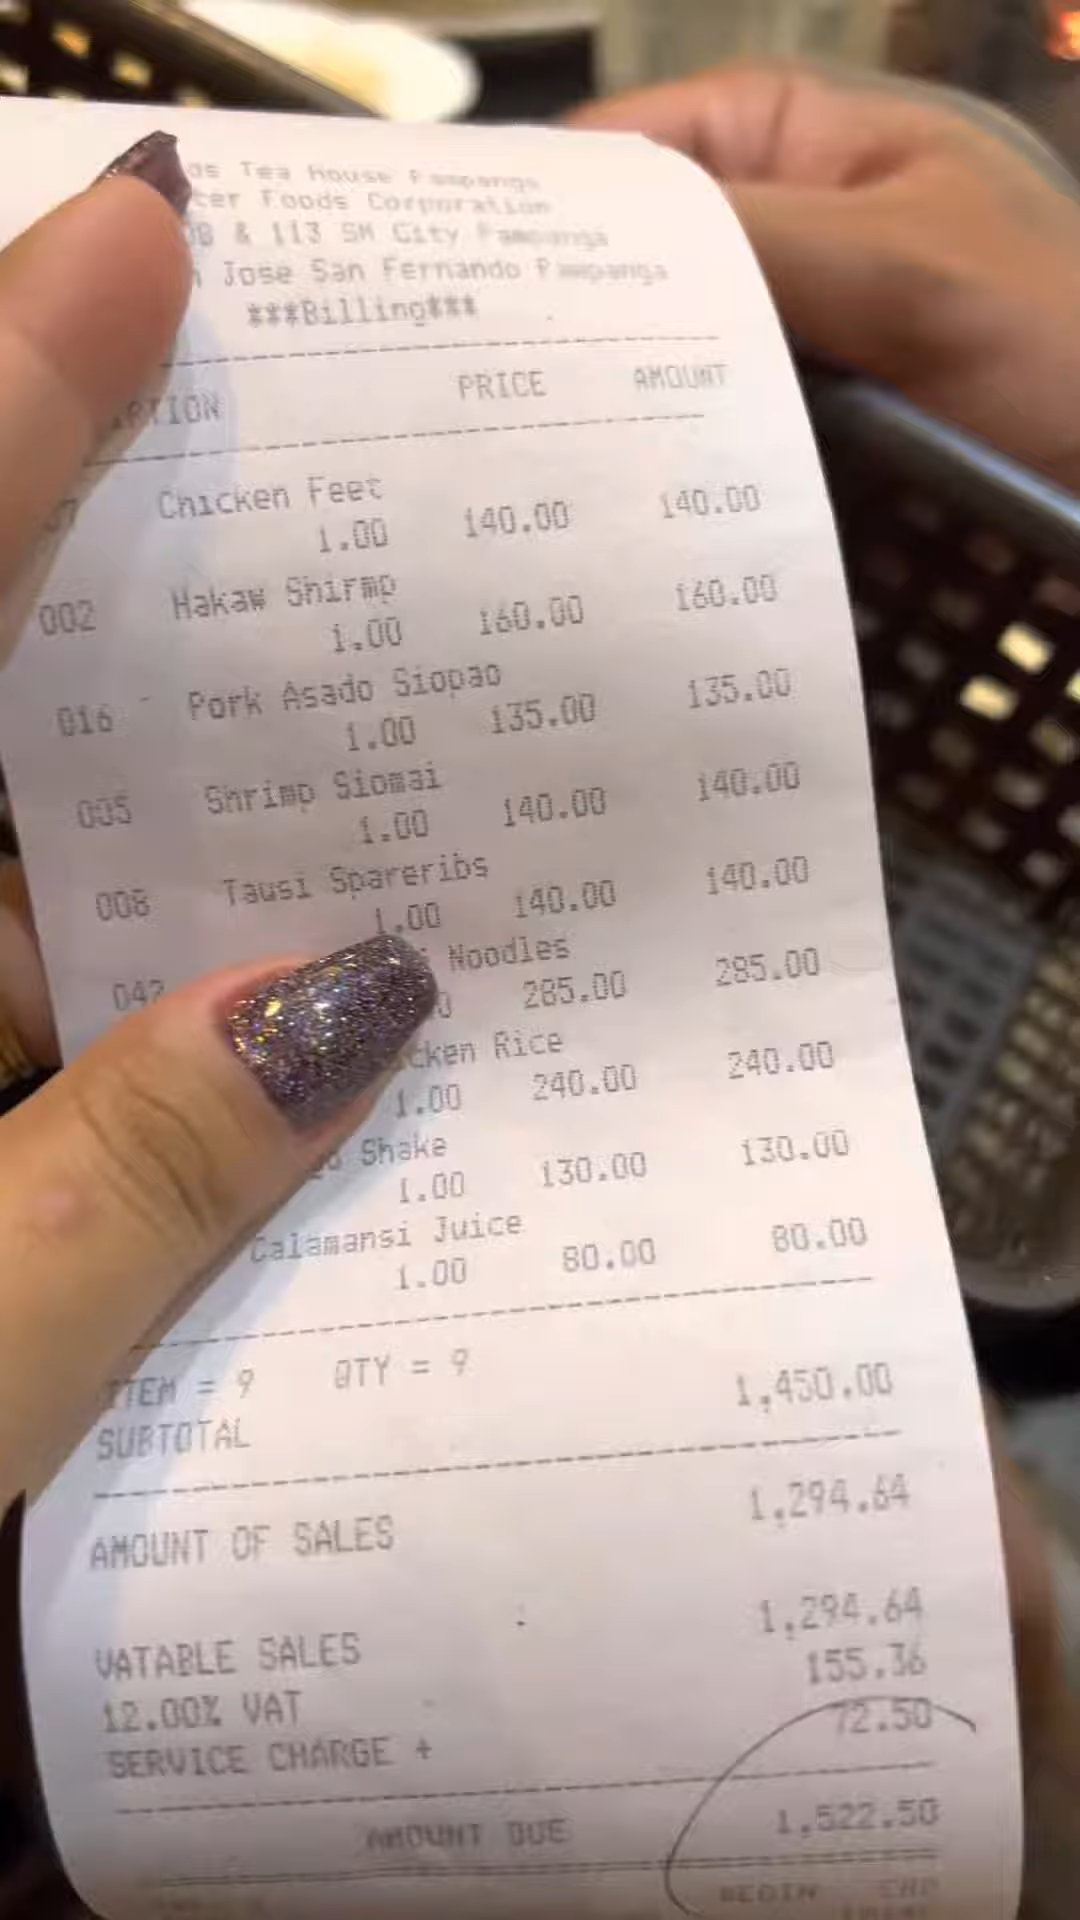 Tea House Pampanga
Foods Corporation
& 113 SM City Pampanga
Jose San Fernando Pampanga
***Billing***
PRICE AMOUNT
Chicken Feet
1.00 140.00 140.00
002 Hakaw Shirmp
1.00 160.00 160.00
016 Pork Asado Siopao
1.00 135.00 135.00
005 Shrimp Siomai
1.00 140.00 140.00
008 Tausi Spareribs
1.00 140.00 140.00
042 Noodles
285.00 285.00
Rice
1.00 240.00 240.00
Shake
1.00 130.00 130.00
Calamansi Juice
1.00 80.00 80.00
ITEM = 9 QTY = 9
SUBTOTAL 1,450.00
AMOUNT OF SALES 1,294.64
VATABLE SALES 1,294.64
12.00% VAT 155.36
SERVICE CHARGE + 72.50
AMOUNT DUE 1,522.50
BEGIN END